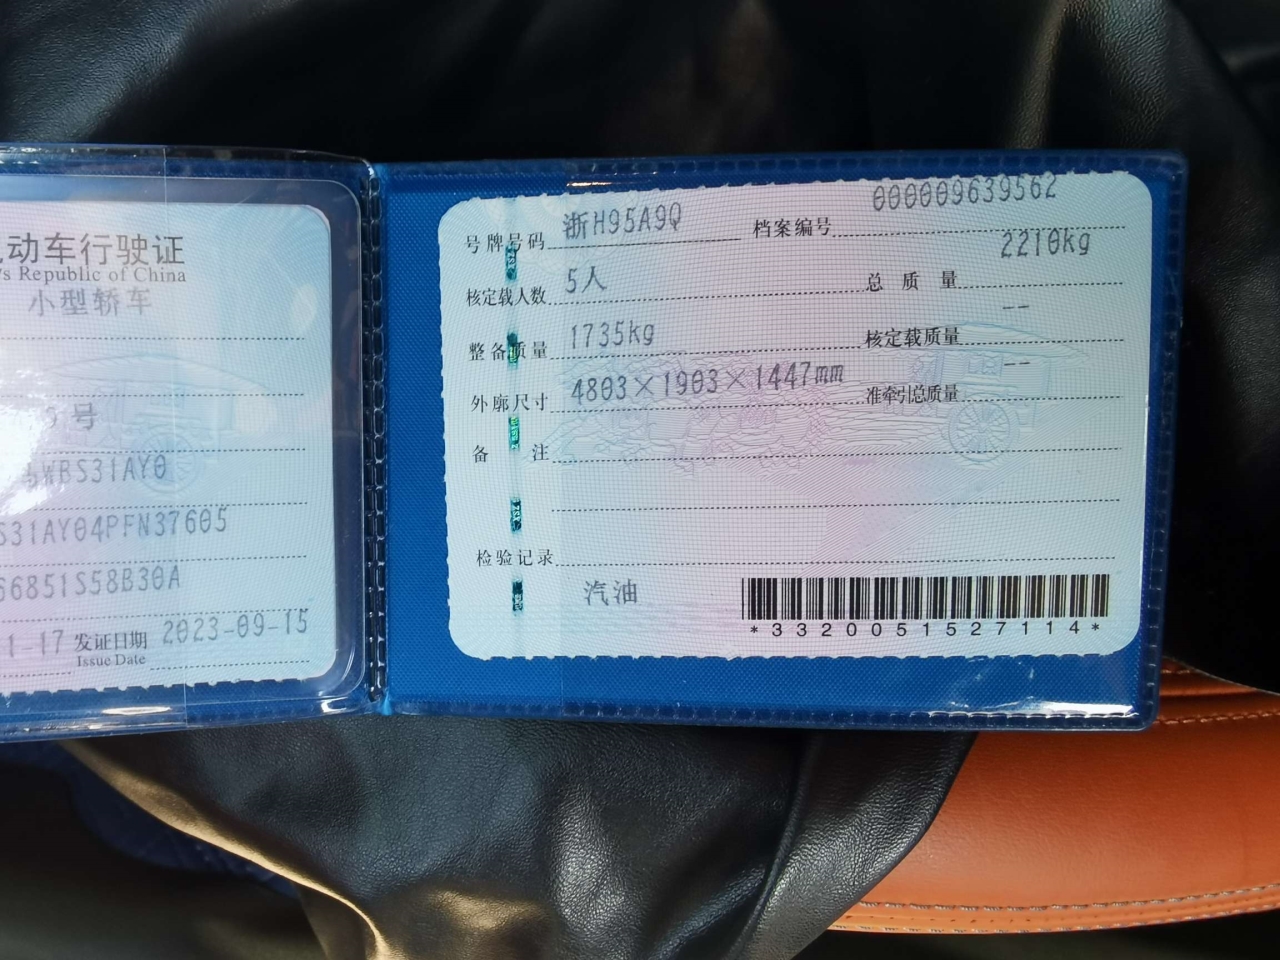 动车行驶证
's Republic of China
小型轿车
号
WBS31AY0
S31AY04PFN37605
66851S58B30A
1-17 发证日期 2023-09-15
Issue Date
号牌号码 浙H95A9Q 档案编号 000009639562
核定载人数 5人 总质量 2210kg
整备质量 1735kg 核定载质量 --
外廓尺寸 4803×1903×1447mm 准牵引总质量 --
备注
检验记录
汽油
*3320051527114*